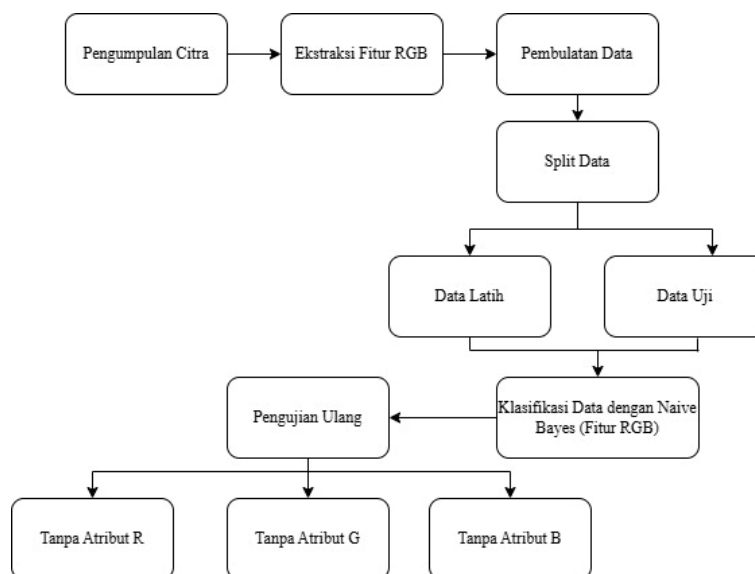 Pengumpulan Citra
Ekstraksi Fitur RGB
Pembulatan Data
Split Data
Data Latih
Data Uji
Klasifikasi Data dengan Naive
Bayes (Fitur RGB)
Pengujian Ulang
Tanpa Atribut R
Tanpa Atribut G
Tanpa Atribut B